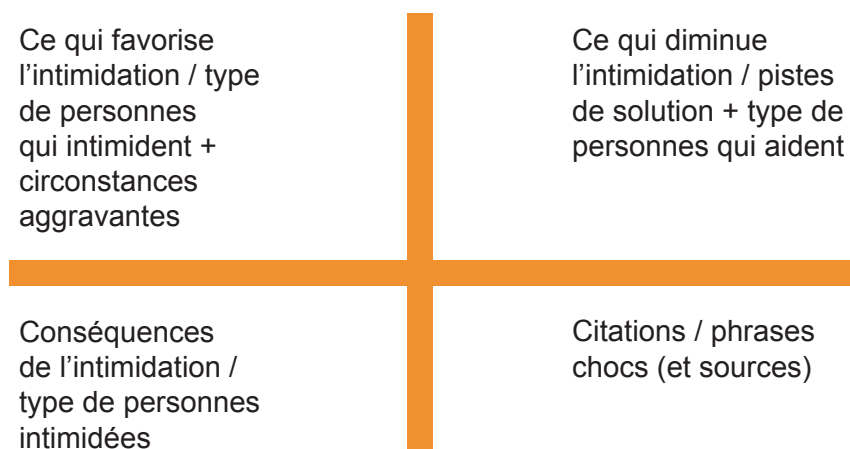 Ce qui favorise
l’intimidation / type
de personnes
qui intimident +
circonstances
aggravantes
Ce qui diminue
l’intimidation / pistes
de solution + type de
personnes qui aident
Conséquences
de l’intimidation /
type de personnes
intimidées
Citations / phrases
chocs (et sources)